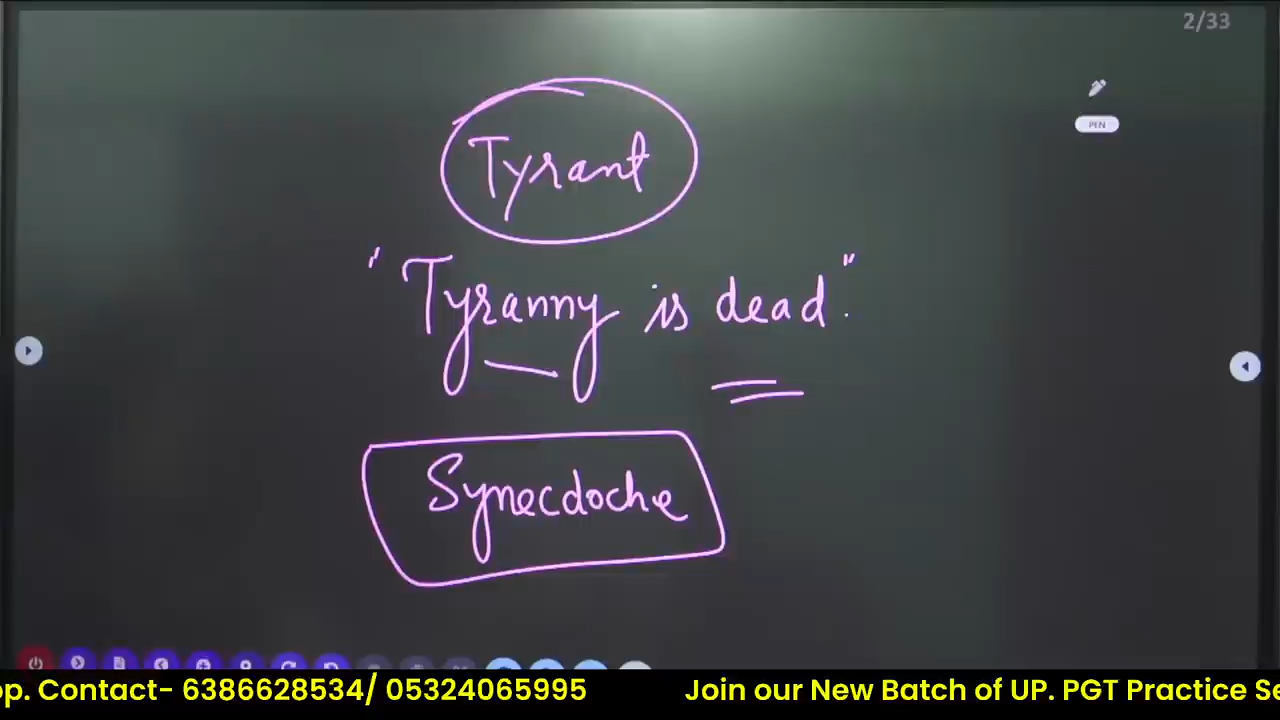 2/33
PEN
Tyrant
"Tyranny is dead".
Synecdoche
op. Contact- 6386628534/ 05324065995 Join our New Batch of UP. PGT Practice Se